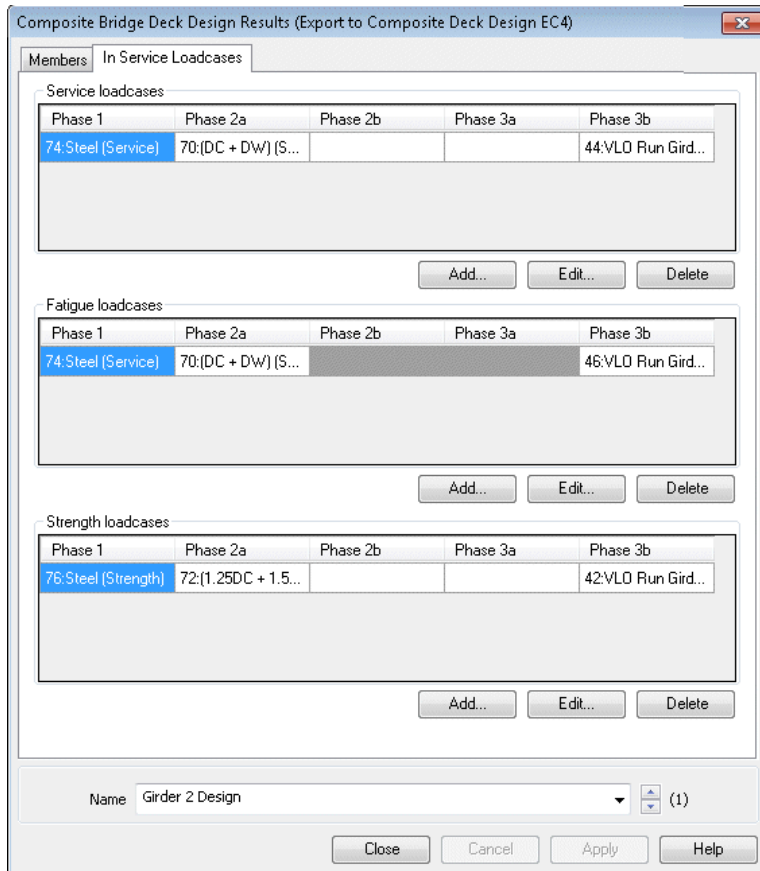 Composite Bridge Deck Design Results (Export to Composite Deck Design EC4)
Members In Service Loadcases
Service loadcases
Phase 1 Phase 2a Phase 2b Phase 3a Phase 3b
74:Steel (Service) 70:(DC + DW) (S... 44:VLO Run Gird...
Add... Edit... Delete
Fatigue loadcases
Phase 1 Phase 2a Phase 2b Phase 3a Phase 3b
74:Steel (Service) 70:(DC + DW) (S... 46:VLO Run Gird...
Add... Edit... Delete
Strength loadcases
Phase 1 Phase 2a Phase 2b Phase 3a Phase 3b
76:Steel (Strength) 72:(1.25DC + 1.5... 42:VLO Run Gird...
Add... Edit... Delete
Name Girder 2 Design (1)
Close Cancel Apply Help